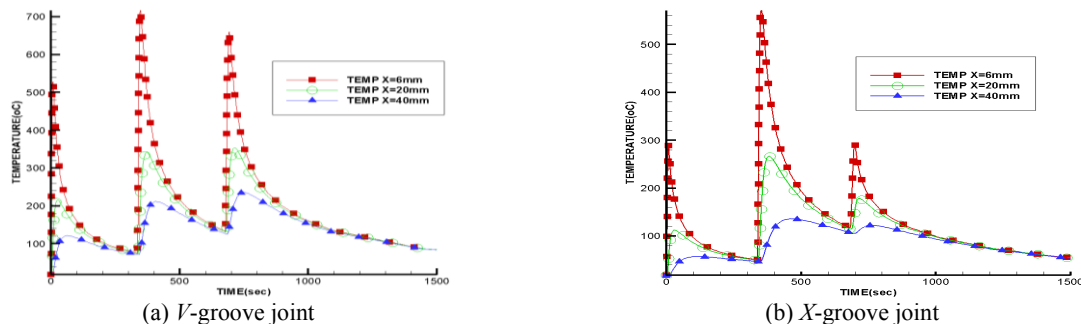 700
600
500
400
300
200
100
TEMPERATURE(oC)
TEMP X=6mm
TEMP X=20mm
TEMP X=40mm
0
500
1000
1500
TIME(sec)
(a) V-groove joint
500
400
300
200
100
TEMPERATURE(oC)
TEMP X=6mm
TEMP X=20mm
TEMP X=40mm
0
500
1000
1500
TIME(sec)
(b) X-groove joint